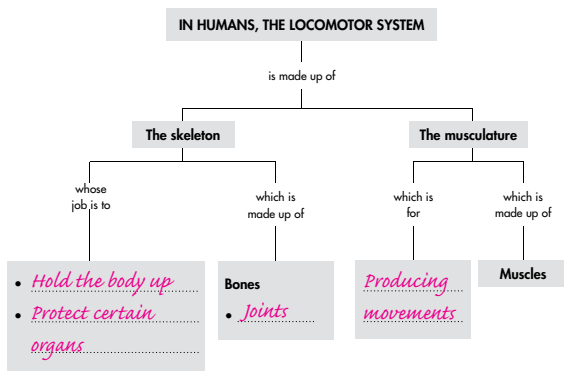 IN HUMANS, THE LOCOMOTOR SYSTEM
is made up of
The skeleton
The musculature
whose
job is to
which is
made up of
which is
for
which is
made up of
• Hold the body up
• Protect certain
organs
Bones
• Joints
Producing
movements
Muscles